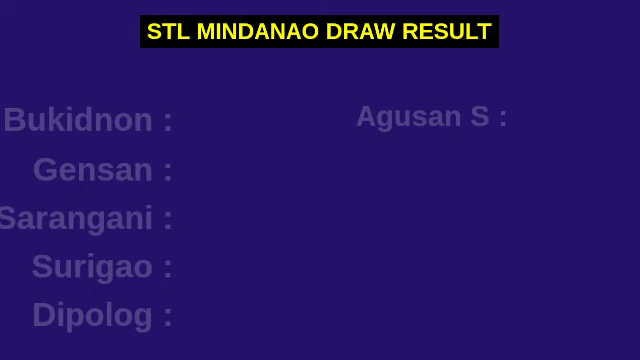 STL MINDANAO DRAW RESULT
Bukidnon :
Gensan :
Sarangani :
Surigao :
Dipolog :
Agusan S :